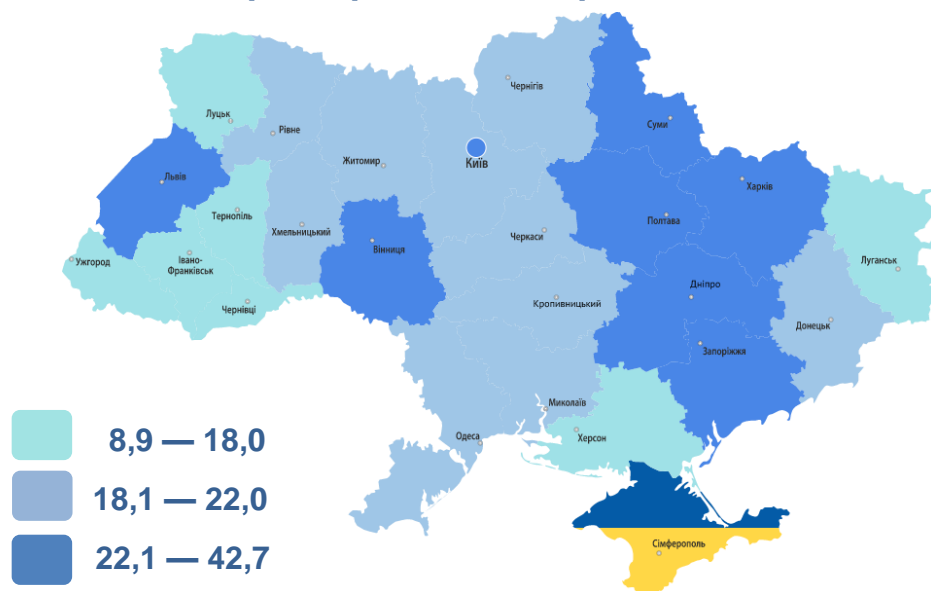 Чернігів
Суми
Луцьк
Рівне
Київ
Житомир
Львів
Харків
Тернопіль
Полтава
Хмельницький
Черкаси
Вінниця
Ужгород
Івано-
Франківськ
Луганськ
Дніпро
Чернівці
Кропивницький
Донецьк
Запоріжжя
Миколаїв
Херсон
Одеса
8,9 — 18,0
18,1 — 22,0
22,1 — 42,7
Сімферополь